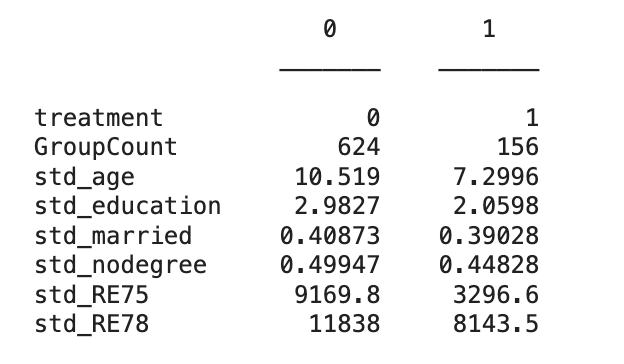 0 1
treatment 0 1
GroupCount 624 156
std_age 10.519 7.2996
std_education 2.9827 2.0598
std_married 0.40873 0.39028
std_nodegree 0.49947 0.44828
std_RE75 9169.8 3296.6
std_RE78 11838 8143.5